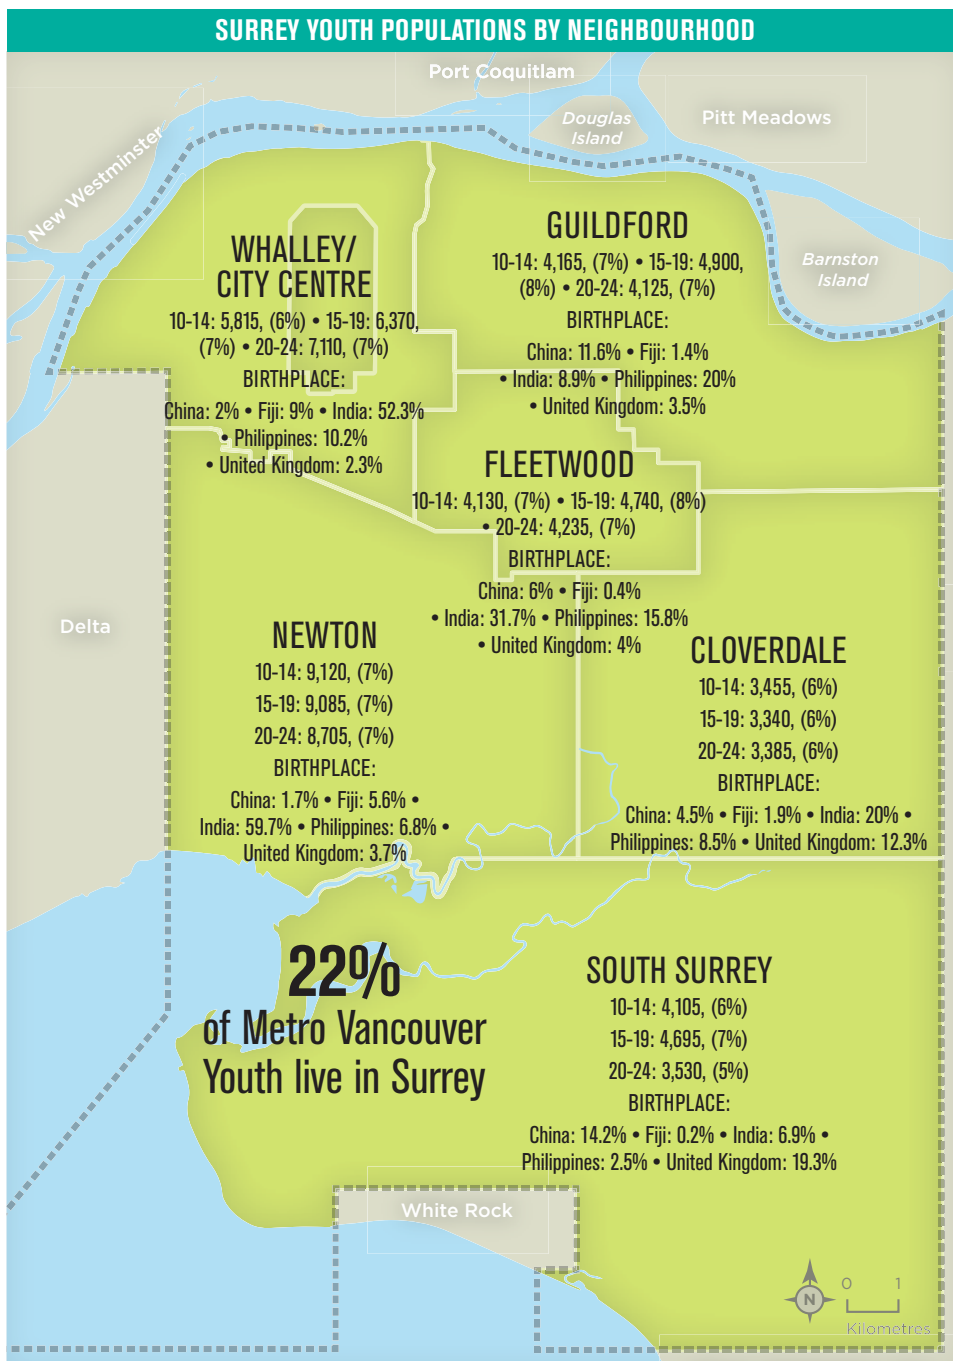 SURREY YOUTH POPULATIONS BY NEIGHBOURHOOD
Port Coquitlam
Douglas
Island
Pitt Meadows
New Westminster
Barnston
Island
WHALLEY/
CITY CENTRE
10-14: 5,815, (6%) • 15-19: 6,370,
(7%) • 20-24: 7,110, (7%)
BIRTHPLACE:
China: 2% • Fiji: 9% • India: 52.3%
• Philippines: 10.2%
• United Kingdom: 2.3%
GUILDFORD
10-14: 4,165, (7%) • 15-19: 4,900,
(8%) • 20-24: 4,125, (7%)
BIRTHPLACE:
China: 11.6% • Fiji: 1.4%
• India: 8.9% • Philippines: 20%
• United Kingdom: 3.5%
FLEETWOOD
10-14: 4,130, (7%) • 15-19: 4,740, (8%)
• 20-24: 4,235, (7%)
BIRTHPLACE:
China: 6% • Fiji: 0.4%
• India: 31.7% • Philippines: 15.8%
• United Kingdom: 4%
Delta
NEWTON
10-14: 9,120, (7%)
15-19: 9,085, (7%)
20-24: 8,705, (7%)
BIRTHPLACE:
China: 1.7% • Fiji: 5.6% •
India: 59.7% • Philippines: 6.8% •
United Kingdom: 3.7%
CLOVERDALE
10-14: 3,455, (6%)
15-19: 3,340, (6%)
20-24: 3,385, (6%)
BIRTHPLACE:
China: 4.5% • Fiji: 1.9% • India: 20% •
Philippines: 8.5% • United Kingdom: 12.3%
22%
of Metro Vancouver
Youth live in Surrey
SOUTH SURREY
10-14: 4,105, (6%)
15-19: 4,695, (7%)
20-24: 3,530, (5%)
BIRTHPLACE:
China: 14.2% • Fiji: 0.2% • India: 6.9% •
Philippines: 2.5% • United Kingdom: 19.3%
White Rock
N
0 1
Kilometres